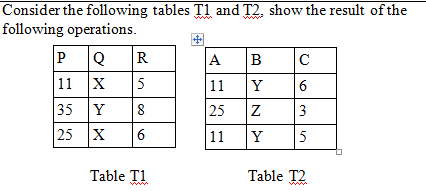 Consider the following tables T1 and T2, show the result of the
following operations.
P Q R
11 X 5
35 Y 8
25 X 6
A B C
11 Y 6
25 Z 3
11 Y 5
Table T1
Table T2